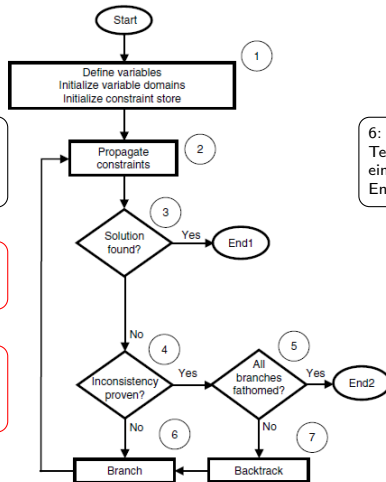 Start
1
Define variables
Initialize variable domains
Initialize constraint store
Propagate
constraints
2
6:
Te
ein
En
3
Solution
found?
Yes
End1
No
4
Inconsistency
proven?
Yes
5
All
branches
fathomed?
Yes
End2
No
6
No
7
Branch
Backtrack